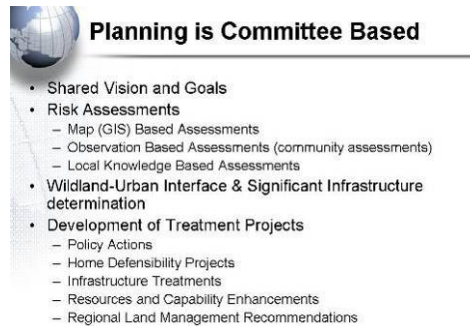 Planning is Committee Based
• Shared Vision and Goals
• Risk Assessments
– Map (GIS) Based Assessments
– Observation Based Assessments (community assessments)
– Local Knowledge Based Assessments
• Wildland-Urban Interface & Significant Infrastructure
determination
• Development of Treatment Projects
– Policy Actions
– Home Defensibility Projects
– Infrastructure Treatments
– Resources and Capability Enhancements
– Regional Land Management Recommendations